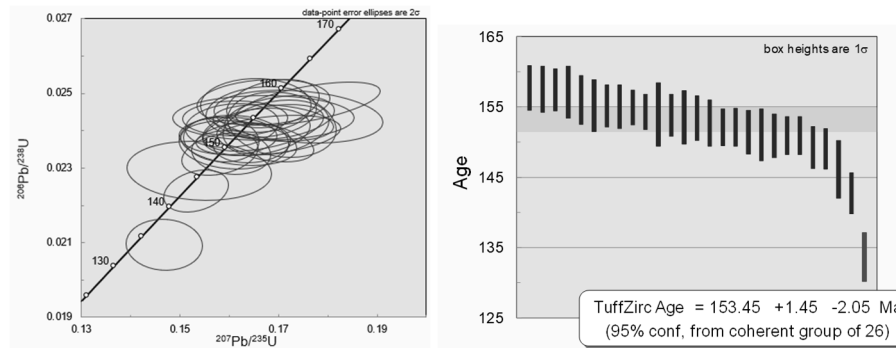 data-point error ellipses are 2σ
0.027
0.025
0.023
0.021
0.019
170
160
150
140
130
0.13
0.15
0.17
0.19
206Pb/238U
207Pb/235U
box heights are 1σ
165
155
145
135
125
Age
TuffZirc Age = 153.45 +1.45 -2.05 Ma
(95% conf, from coherent group of 26)